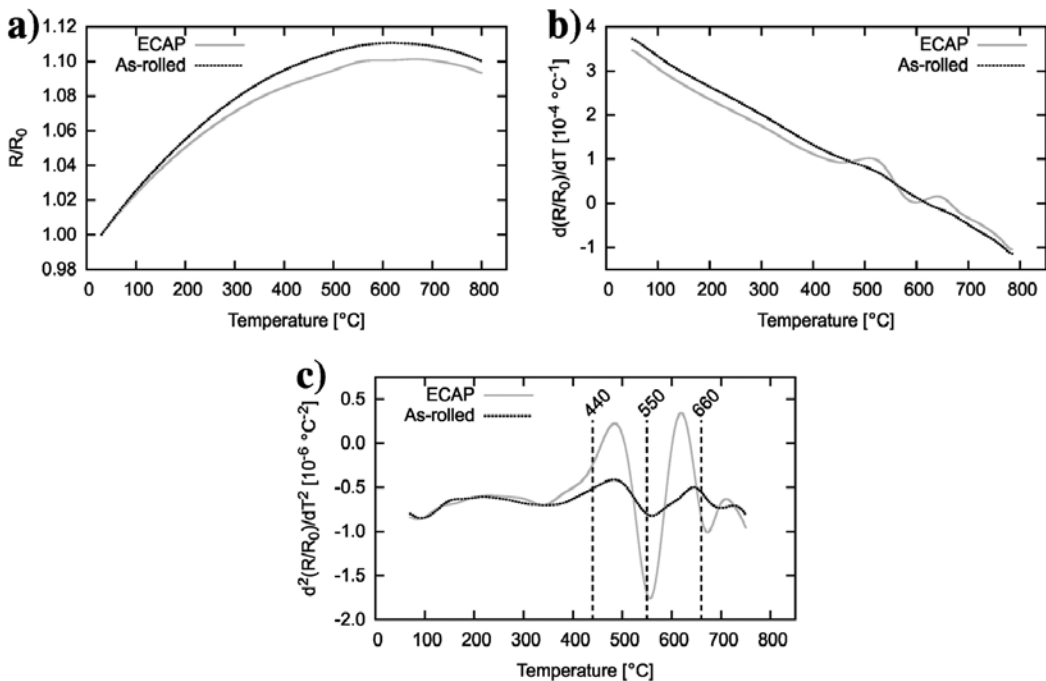 a)
ECAP
As-rolled
R/R0
1.12
1.10
1.08
1.06
1.04
1.02
1.00
0.98
0 100 200 300 400 500 600 700 800
Temperature [°C]
b)
ECAP
As-rolled
d(R/R0)/dT [10-4 °C-1]
4
3
2
1
0
-1
0 100 200 300 400 500 600 700 800
Temperature [°C]
c)
ECAP
As-rolled
440
550
660
d2(R/R0)/dT2 [10-6 °C-2]
0.5
0.0
-0.5
-1.0
-1.5
-2.0
0 100 200 300 400 500 600 700 800
Temperature [°C]